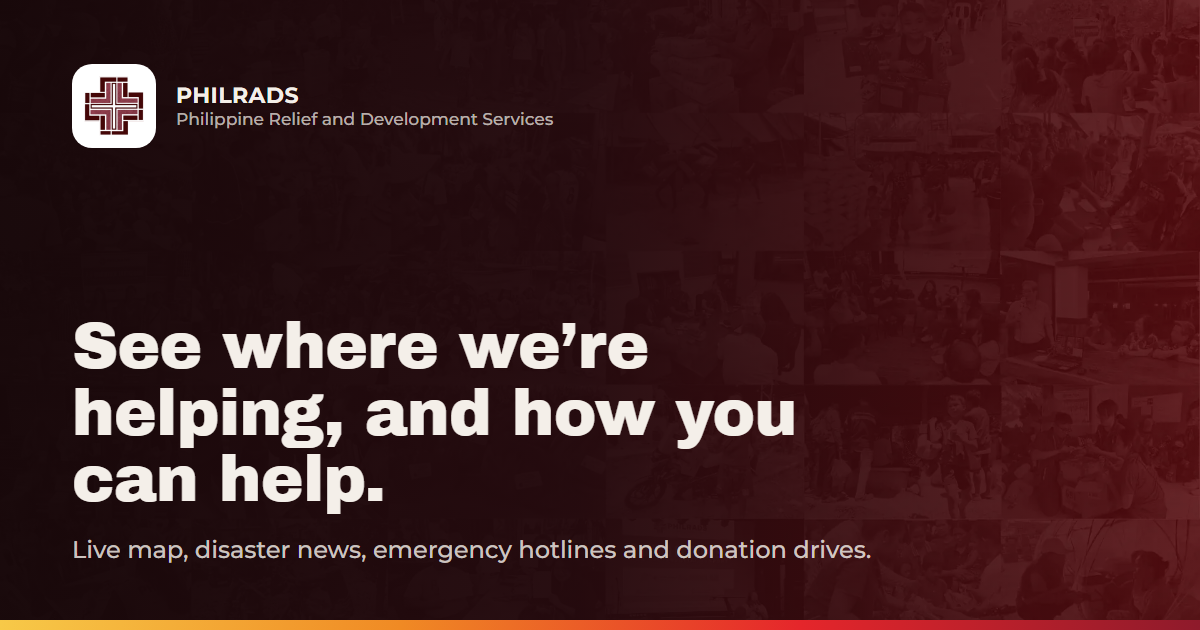 PHILRADS
Philippine Relief and Development Services
See where we’re
helping, and how you
can help.
Live map, disaster news, emergency hotlines and donation drives.